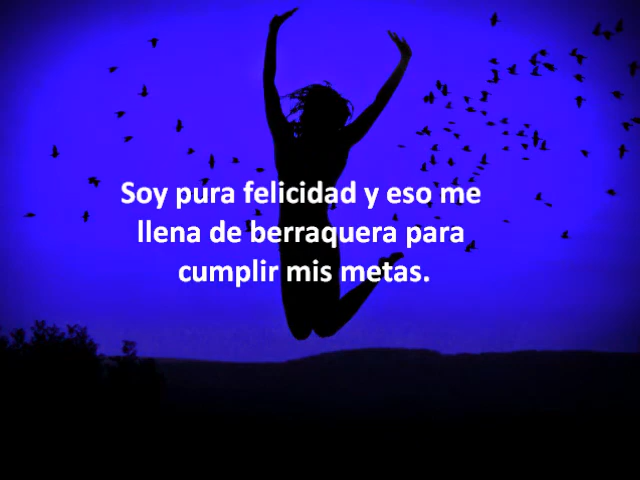 Soy pura felicidad y eso me
llena de berraquera para
cumplir mis metas.